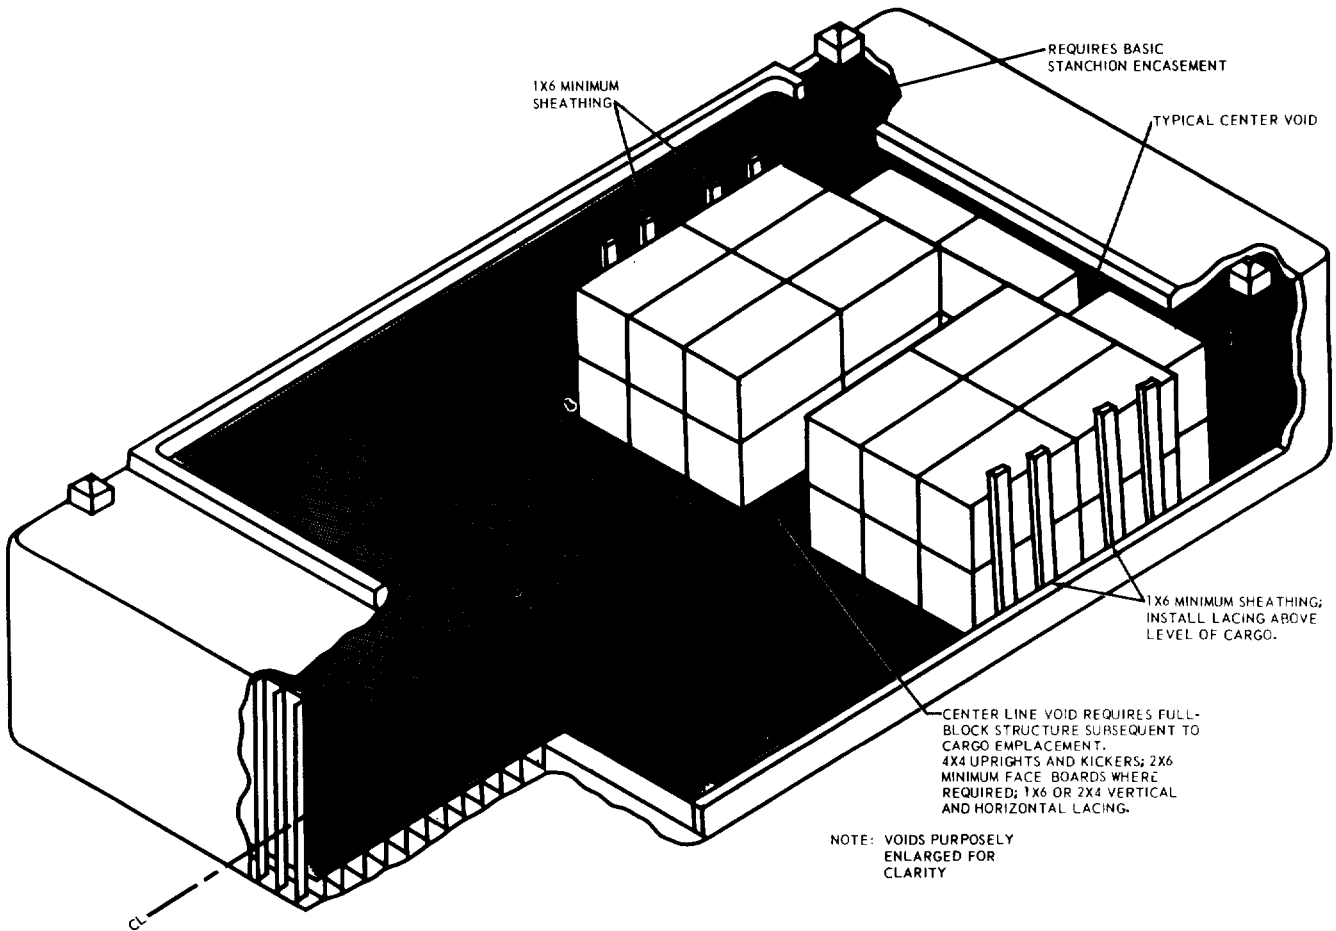 REQUIRES BASIC
STANCHION ENCASEMENT
1X6 MINIMUM
SHEATHING
TYPICAL CENTER VOID
1X6 MINIMUM SHEATHING;
INSTALL LACING ABOVE
LEVEL OF CARGO.
CENTER LINE VOID REQUIRES FULL-
BLOCK STRUCTURE SUBSEQUENT TO
CARGO EMPLACEMENT.
4X4 UPRIGHTS AND KICKERS; 2X6
MINIMUM FACE BOARDS WHERE
REQUIRED; 1X6 OR 2X4 VERTICAL
AND HORIZONTAL LACING.
NOTE: VOIDS PURPOSELY
ENLARGED FOR
CLARITY
CL